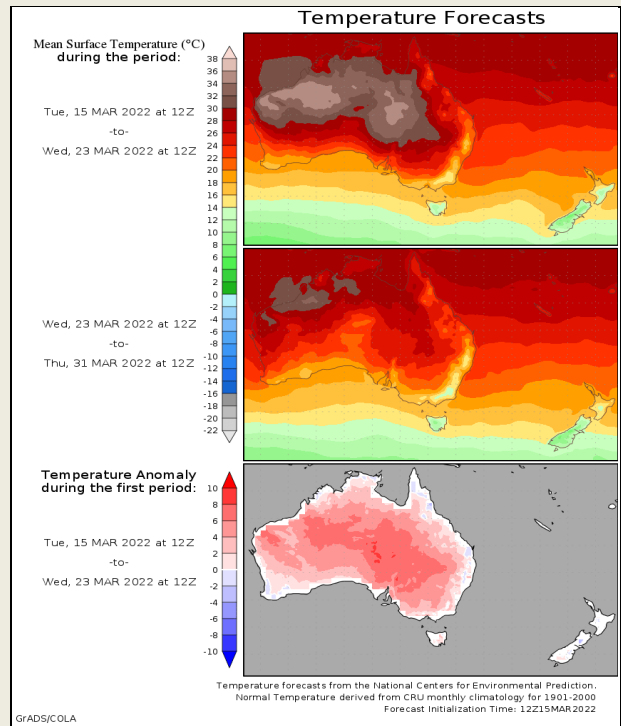 Temperature Forecasts
Mean Surface Temperature (°C)
during the period:
Tue, 15 MAR 2022 at 12Z
-to-
Wed, 23 MAR 2022 at 12Z
38
36
34
32
30
28
26
24
22
20
18
16
14
12
10
8
6
4
2
0
-2
-4
-6
-8
-10
-12
-14
-16
-18
-20
-22
Wed, 23 MAR 2022 at 12Z
-to-
Thu, 31 MAR 2022 at 12Z
Temperature Anomaly
during the first period:
Tue, 15 MAR 2022 at 12Z
-to-
Wed, 23 MAR 2022 at 12Z
10
8
6
4
2
0
-2
-4
-6
-8
-10
Temperature forecasts from the National Centers for Environmental Prediction.
Normal Temperature derived from CRU monthly climatology for 1901-2000
Forecast Initialization Time: 12Z15MAR2022
GrADS/COLA